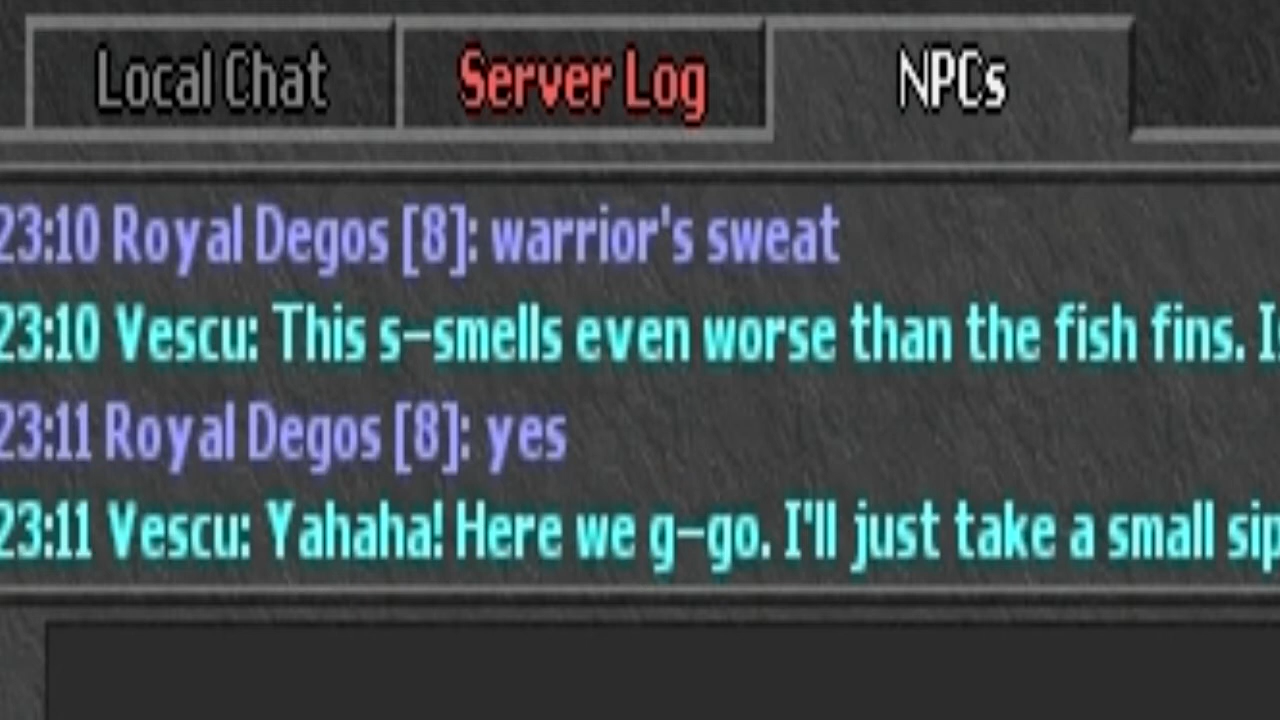 Local Chat Server Log NPCs
23:10 Royal Degos [8]: warrior's sweat
23:10 Vescu: This s-smells even worse than the fish fins.
23:11 Royal Degos [8]: yes
23:11 Vescu: Yahaha! Here we g-go. I'll just take a small sip